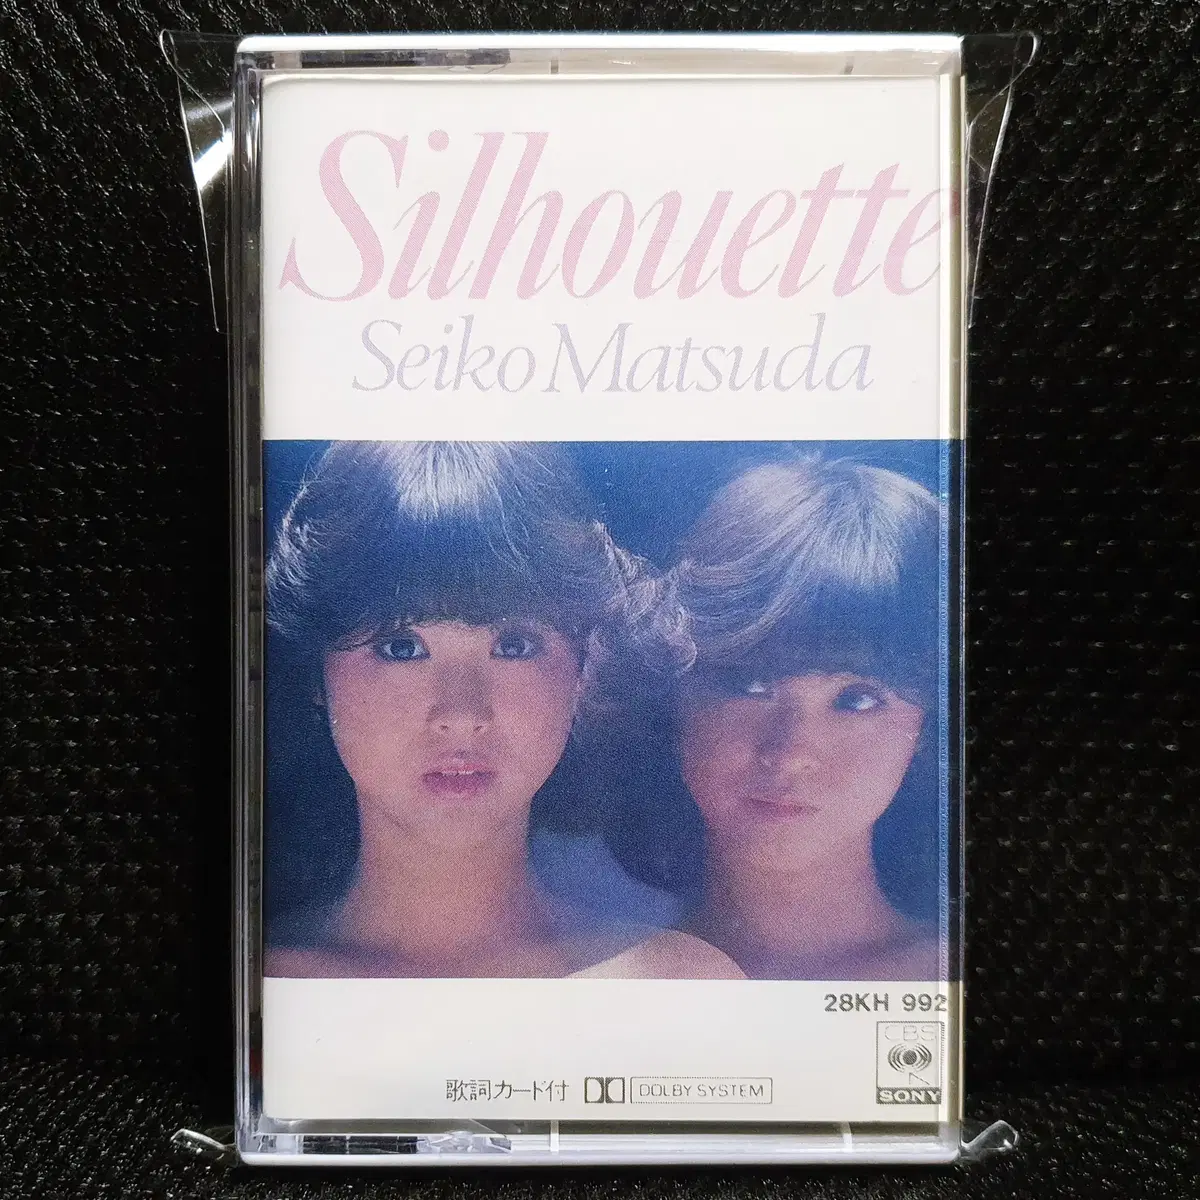 Silhouette
Seiko Matsuda
28KH 992
CBS
SONY
歌詞カード付 DOLBY SYSTEM